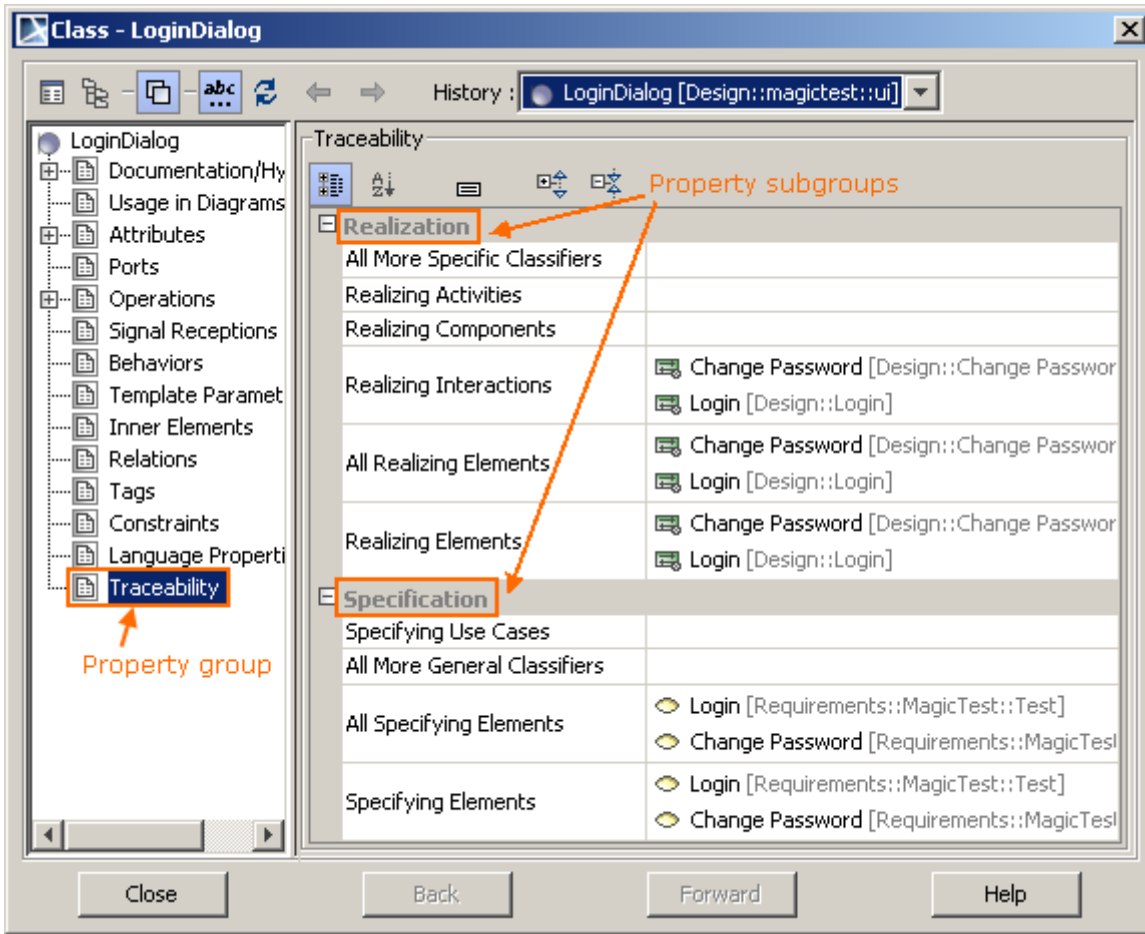 Class - LoginDialog
abc
History : LoginDialog [Design::magictest::ui]
LoginDialog
Documentation/Hy
Usage in Diagrams
Attributes
Ports
Operations
Signal Receptions
Behaviors
Template Paramet
Inner Elements
Relations
Tags
Constraints
Language Properti
Traceability
Property group
Traceability
Property subgroups
Realization
All More Specific Classifiers
Realizing Activities
Realizing Components
Realizing Interactions
Change Password [Design::Change Passwor
Login [Design::Login]
All Realizing Elements
Change Password [Design::Change Passwor
Login [Design::Login]
Realizing Elements
Change Password [Design::Change Passwor
Login [Design::Login]
Specification
Specifying Use Cases
All More General Classifiers
All Specifying Elements
Login [Requirements::MagicTest::Test]
Change Password [Requirements::MagicTes
Specifying Elements
Login [Requirements::MagicTest::Test]
Change Password [Requirements::MagicTes
Close
Back
Forward
Help